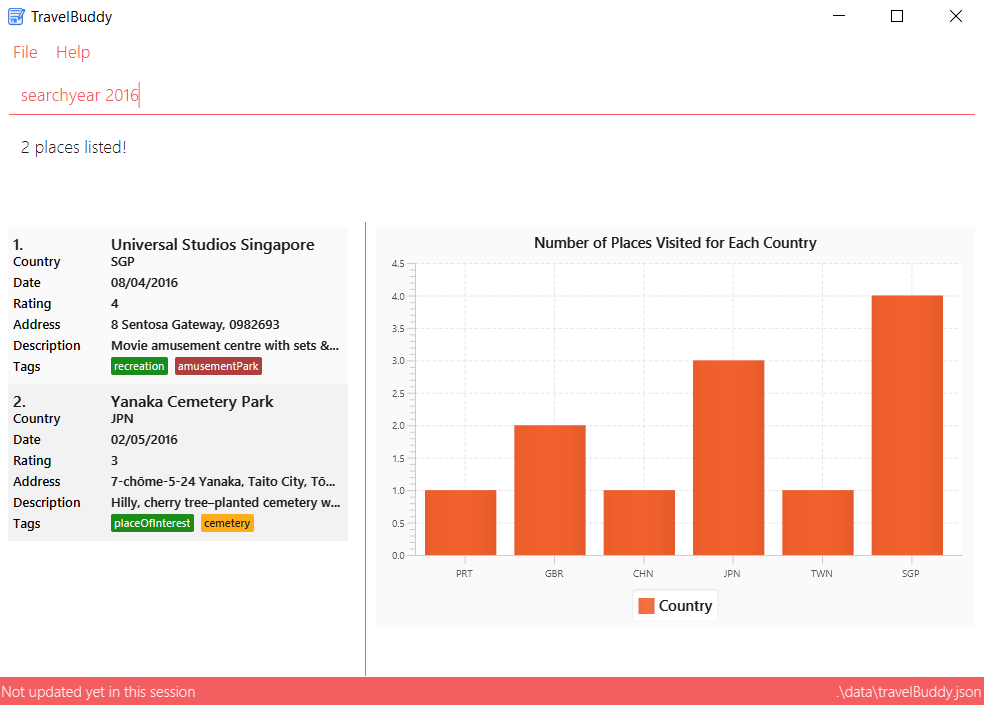 TravelBuddy
File Help
searchyear 2016
2 places listed!
1. Universal Studios Singapore
Country SGP
Date 08/04/2016
Rating 4
Address 8 Sentosa Gateway, 0982693
Description Movie amusement centre with sets &...
Tags recreation amusementPark
2. Yanaka Cemetery Park
Country JPN
Date 02/05/2016
Rating 3
Address 7-chōme-5-24 Yanaka, Taito City, Tō...
Description Hilly, cherry tree–planted cemetery w...
Tags placeOfInterest cemetery
Number of Places Visited for Each Country
4.5
4.0
3.5
3.0
2.5
2.0
1.5
1.0
0.5
0.0
PRT GBR CHN JPN TWN SGP
Country
Not updated yet in this session .\data\travelBuddy.json